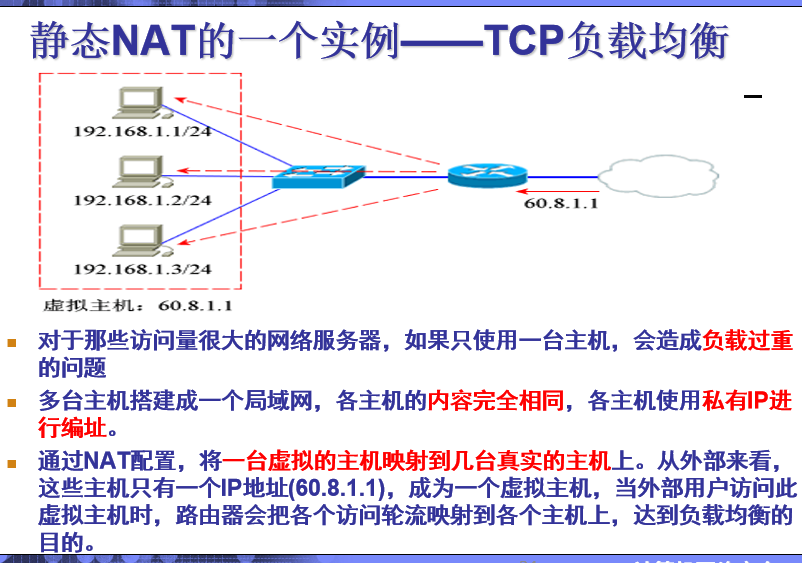 静态NAT的一个实例——TCP负载均衡
192.168.1.1/24
192.168.1.2/24
60.8.1.1
192.168.1.3/24
虚拟主机：60.8.1.1
对于那些访问量很大的网络服务器，如果只使用一台主机，会造成负载过重
的问题
多台主机搭建成一个局域网，各主机的内容完全相同，各主机使用私有IP进
行编址。
通过NAT配置，将一台虚拟的主机映射到几台真实的主机上。从外部来看，
这些主机只有一个IP地址(60.8.1.1)，成为一个虚拟主机，当外部用户访问此
虚拟主机时，路由器会把各个访问轮流映射到各个主机上，达到负载均衡的
目的。